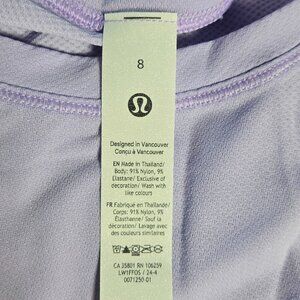 8
Designed in Vancouver
Conçu à Vancouver
EN Made in Thailand/
Body: 91% Nylon, 9%
Elastane/ Exclusive of
decoration/ Wash with
like colours
FR Fabriqué en Thaïlande/
Corps: 91% Nylon, 9%
Élasthanne/ Sauf la
décoration/ Lavage avec
des couleurs similaires
CA 35801 RN 106259
LW1FFOS / 24-4
0071250-01